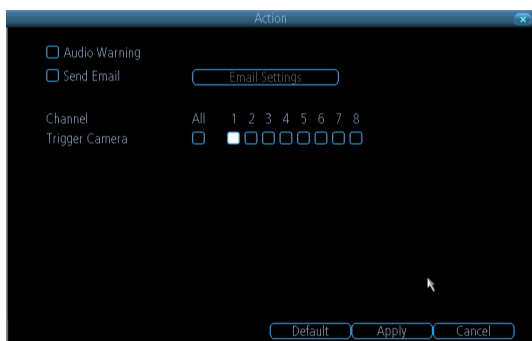 Action
Audio Warning
Send Email Email Settings
Channel All 1 2 3 4 5 6 7 8
Trigger Camera
Default Apply Cancel